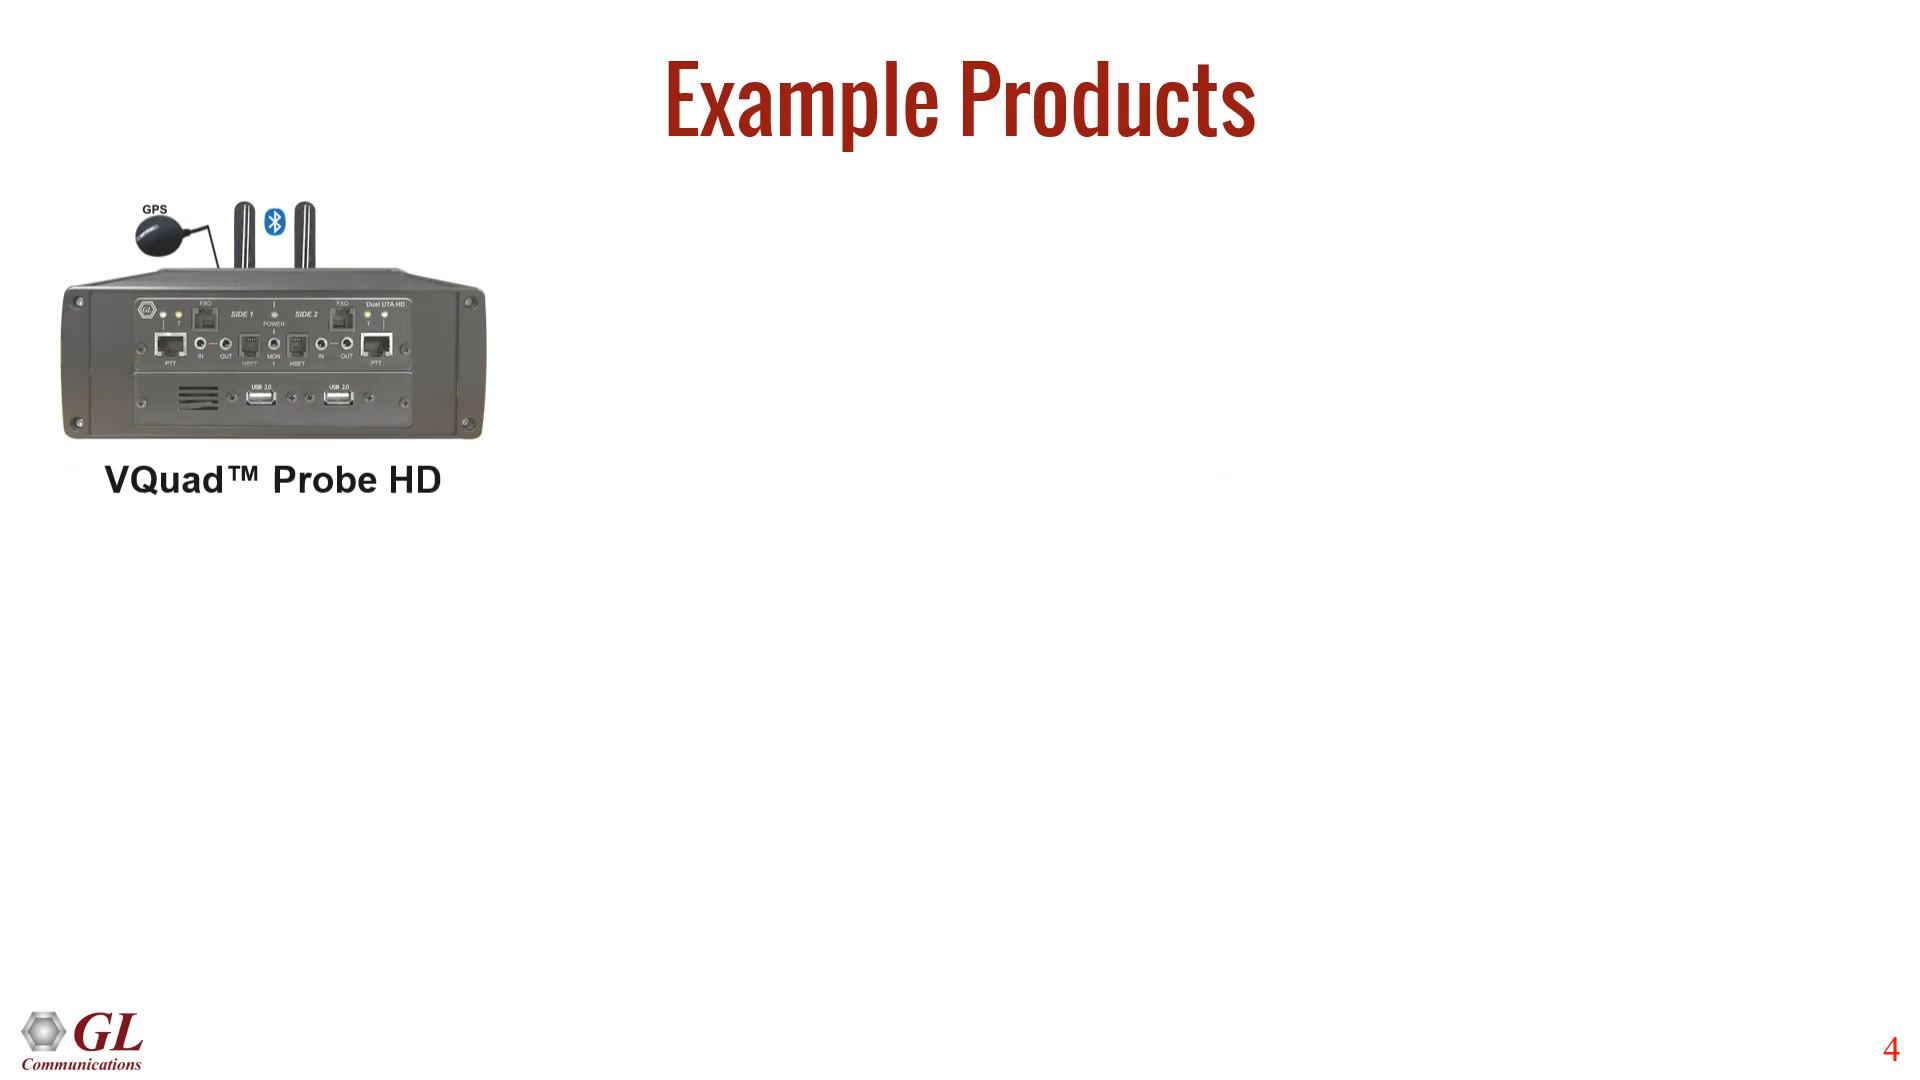 Example Products
GPS
GL
FXO
FXO
Dual UTA HD
T
SIDE 1
POWER
SIDE 2
T
PTT
IN
OUT
HSET
MON
HSET
IN
OUT
PTT
USB 2.0
USB 2.0
VQuad™ Probe HD
GL
Communications
4